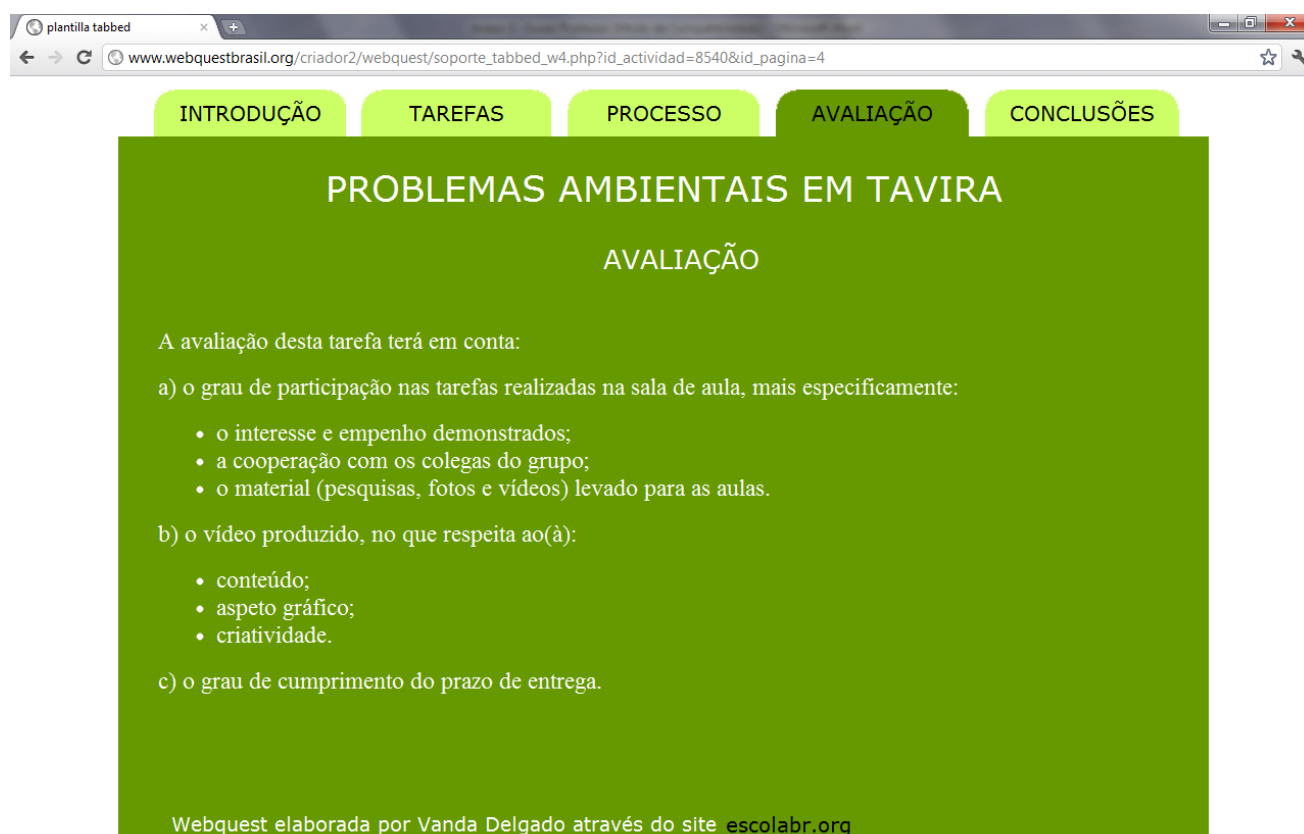 plantilla tabbed
www.webquestbrasil.org/criador2/webquest/soporte_tabbed_w4.php?id_actividad=8540&id_pagina=4
INTRODUÇÃO TAREFAS PROCESSO AVALIAÇÃO CONCLUSÕES
PROBLEMAS AMBIENTAIS EM TAVIRA
AVALIAÇÃO
A avaliação desta tarefa terá em conta:
a) o grau de participação nas tarefas realizadas na sala de aula, mais especificamente:
• o interesse e empenho demonstrados;
• a cooperação com os colegas do grupo;
• o material (pesquisas, fotos e vídeos) levado para as aulas.
b) o vídeo produzido, no que respeita ao(à):
• conteúdo;
• aspeto gráfico;
• criatividade.
c) o grau de cumprimento do prazo de entrega.
Webquest elaborada por Vanda Delgado através do site escolabr.org